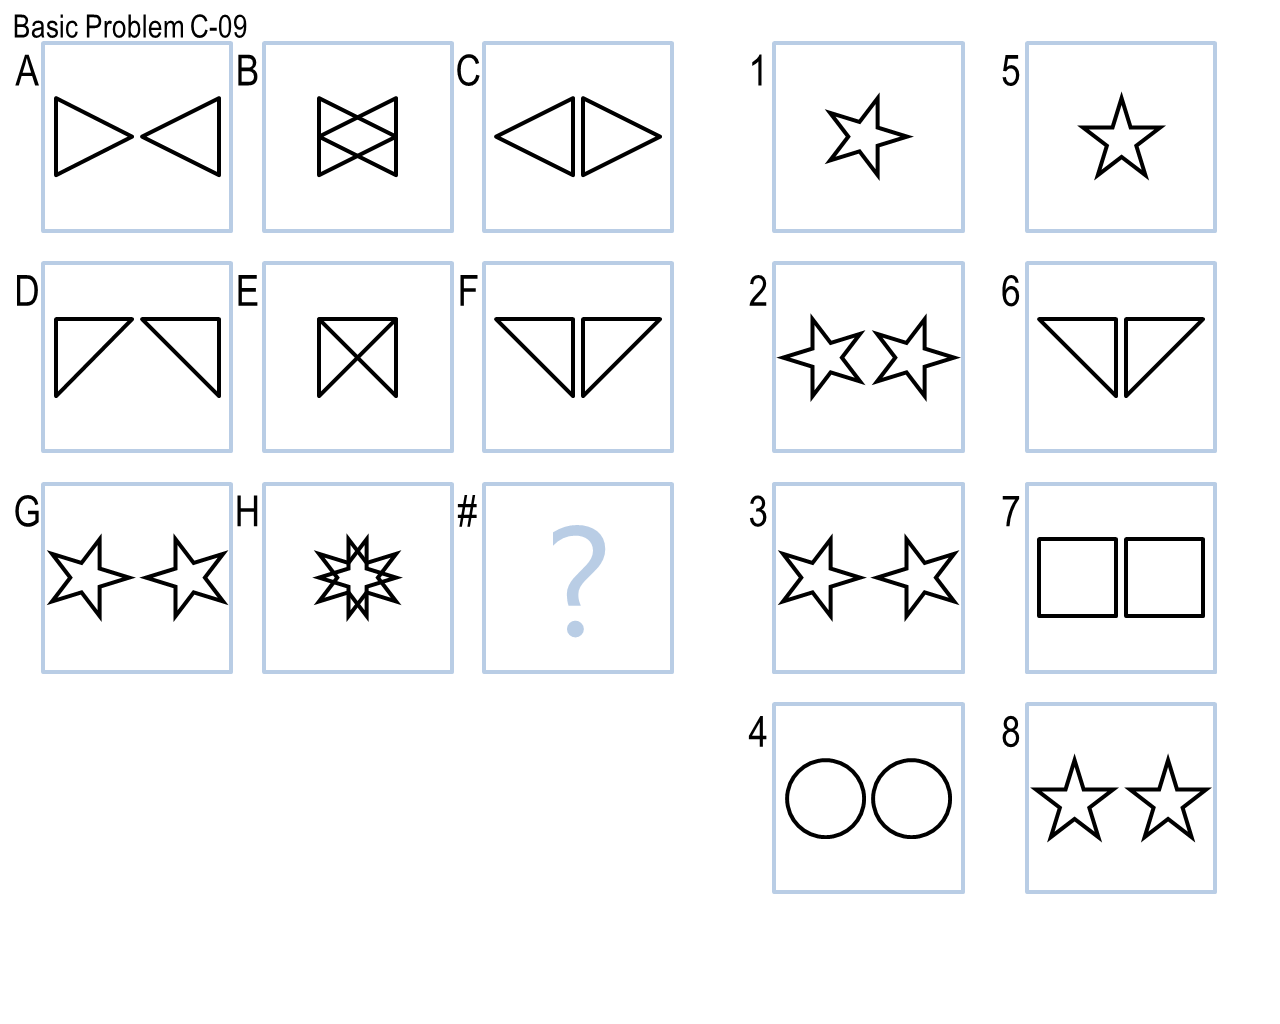 Basic Problem C-09
A B C 1 5
D E F 2 6
G H # 3 7
?
4 8